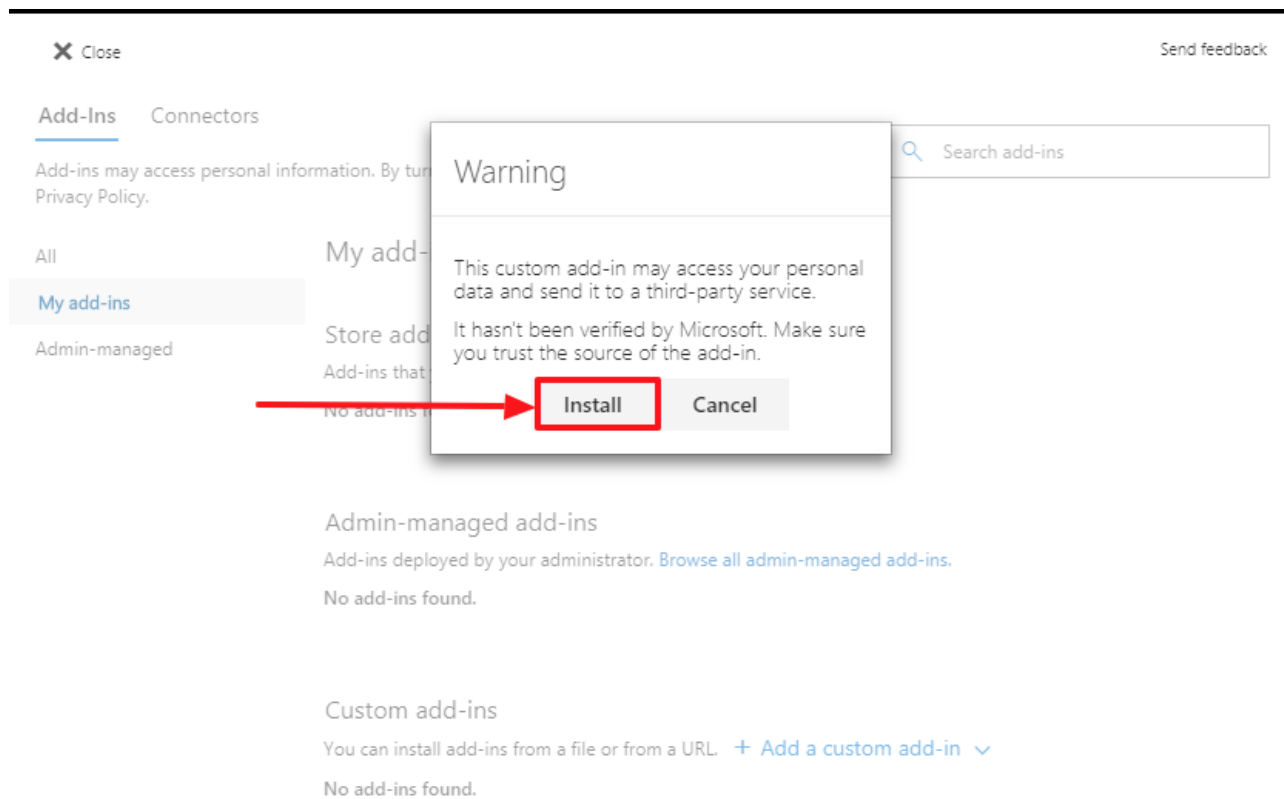 Close
Send feedback
Add-Ins Connectors
Search add-ins
Add-ins may access personal information. By tur
Privacy Policy.
Warning
All
My add-ins
Admin-managed
My add-
This custom add-in may access your personal
data and send it to a third-party service.
It hasn't been verified by Microsoft. Make sure
you trust the source of the add-in.
Install Cancel
Store add
Add-ins that
No add-ins
Admin-managed add-ins
Add-ins deployed by your administrator. Browse all admin-managed add-ins.
No add-ins found.
Custom add-ins
You can install add-ins from a file or from a URL. + Add a custom add-in
No add-ins found.